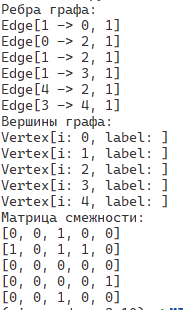 Ребра графа:
Edge[1 -> 0, 1]
Edge[0 -> 2, 1]
Edge[1 -> 2, 1]
Edge[1 -> 3, 1]
Edge[4 -> 2, 1]
Edge[3 -> 4, 1]
Вершины графа:
Vertex[i: 0, label: ]
Vertex[i: 1, label: ]
Vertex[i: 2, label: ]
Vertex[i: 3, label: ]
Vertex[i: 4, label: ]
Матрица смежности:
[0, 0, 1, 0, 0]
[1, 0, 1, 1, 0]
[0, 0, 0, 0, 0]
[0, 0, 0, 0, 1]
[0, 0, 1, 0, 0]